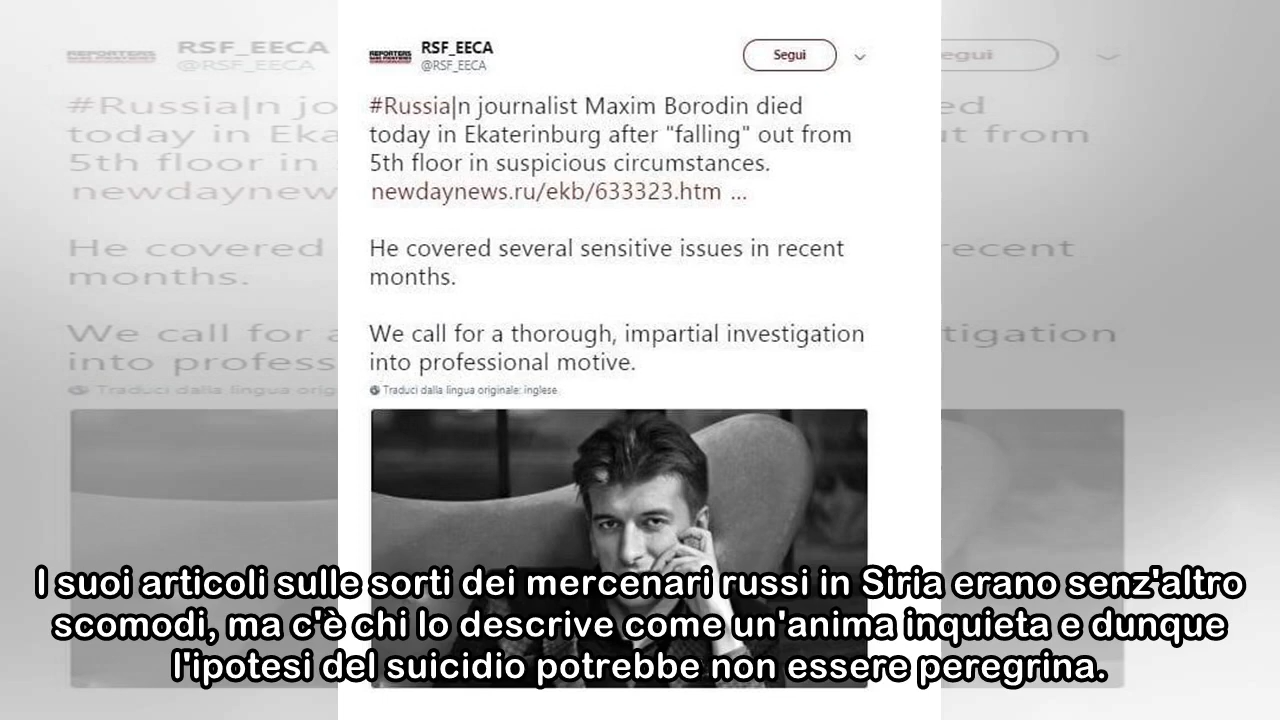 REPORTERS
SANS FRONTIERES
RSF_EECA
@RSF_EECA
Segui
#Russia|n journalist Maxim Borodin died
today in Ekaterinburg after "falling" out from
5th floor in suspicious circumstances.
newdaynews.ru/ekb/633323.htm ...
He covered several sensitive issues in recent
months.
We call for a thorough, impartial investigation
into professional motive.
Traduci dalla lingua originale: inglese
I suoi articoli sulle sorti dei mercenari russi in Siria erano senz'altro
scomodi, ma c'è chi lo descrive come un'anima inquieta e dunque
l'ipotesi del suicidio potrebbe non essere peregrina.